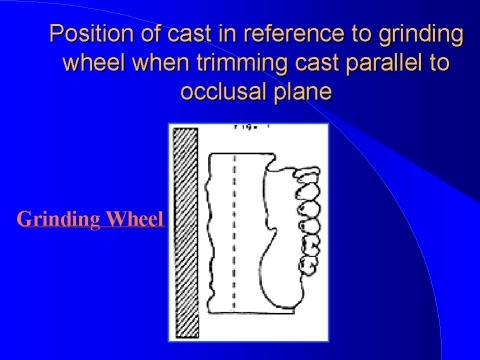 Position of cast in reference to grinding
wheel when trimming cast parallel to
occlusal plane
Grinding Wheel